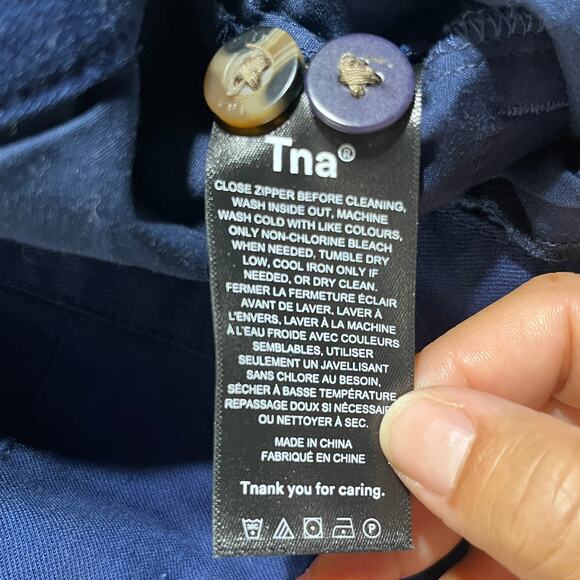 Tna®
CLOSE ZIPPER BEFORE CLEANING,
WASH INSIDE OUT, MACHINE
WASH COLD WITH LIKE COLOURS,
ONLY NON-CHLORINE BLEACH
WHEN NEEDED, TUMBLE DRY
LOW, COOL IRON ONLY IF
NEEDED, OR DRY CLEAN.
FERMER LA FERMETURE ÉCLAIR
AVANT DE LAVER, LAVER À
L'ENVERS, LAVER À LA MACHINE
À L'EAU FROIDE AVEC COULEURS
SEMBLABLES, UTILISER
SEULEMENT UN JAVELLISANT
SANS CHLORE AU BESOIN,
SÉCHER À BASSE TEMPÉRATURE
REPASSAGE DOUX SI NÉCESSAIRE
OU NETTOYER À SEC.
MADE IN CHINA
FABRIQUÉ EN CHINE
Tnank you for caring.
30C P